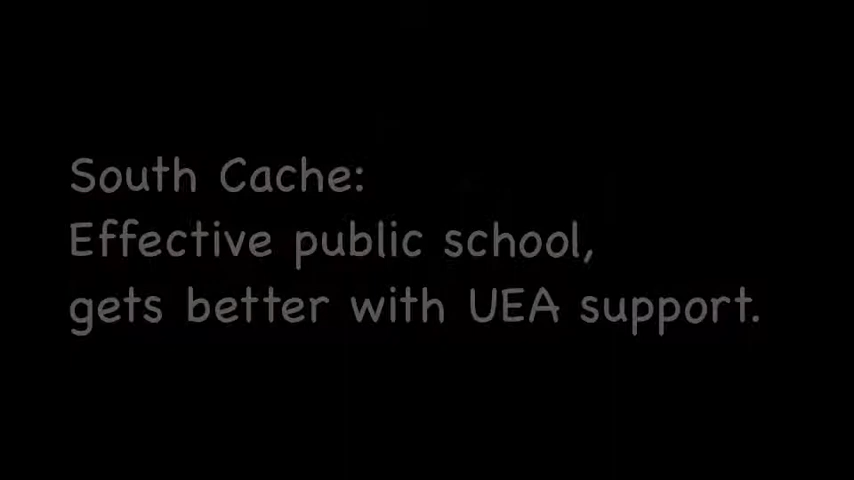 South Cache:
Effective public school,
gets better with UEA support.